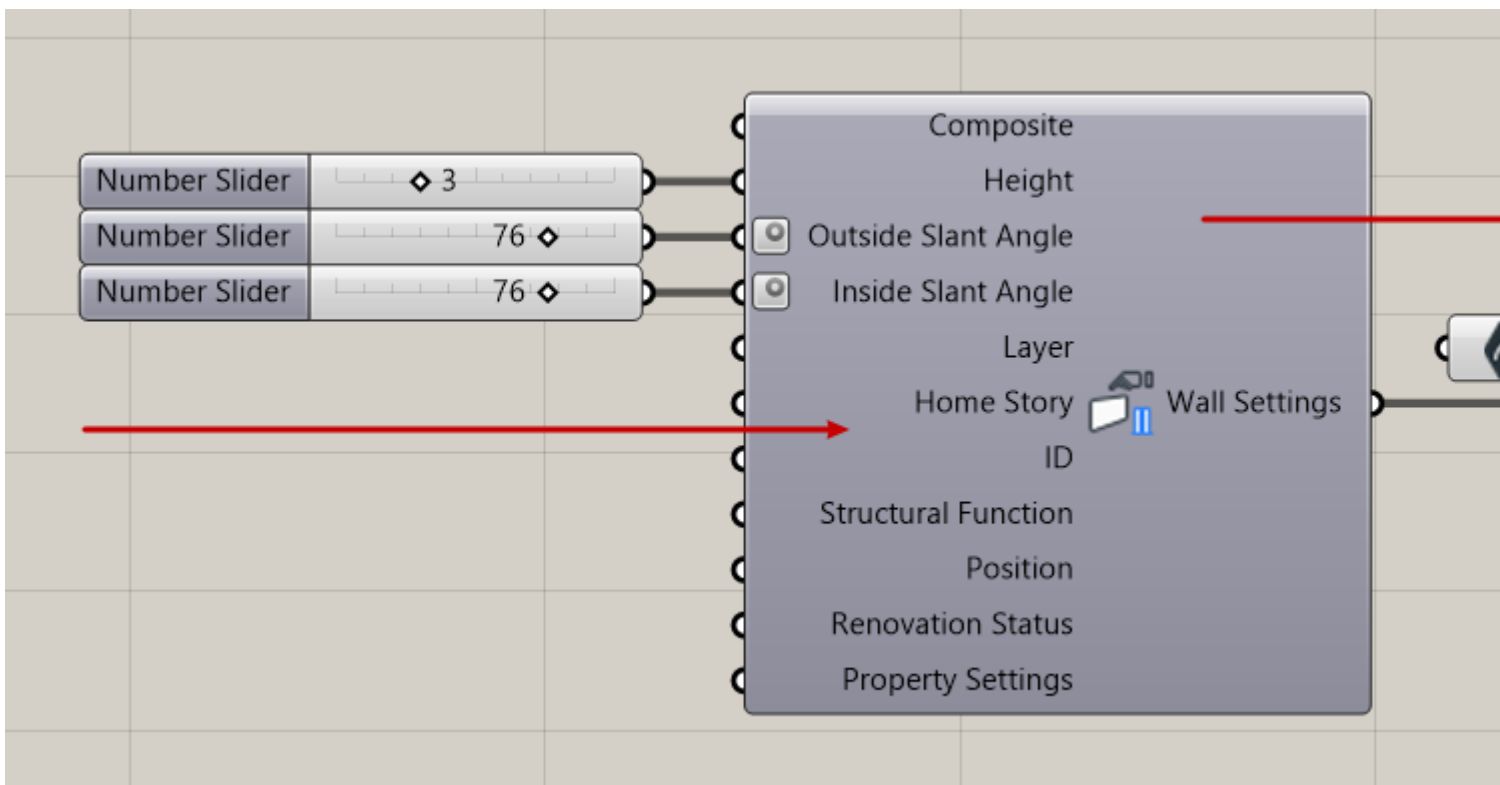 Composite
Number Slider 3 Height
Number Slider 76 Outside Slant Angle
Number Slider 76 Inside Slant Angle
Layer
Home Story Wall Settings
ID
Structural Function
Position
Renovation Status
Property Settings